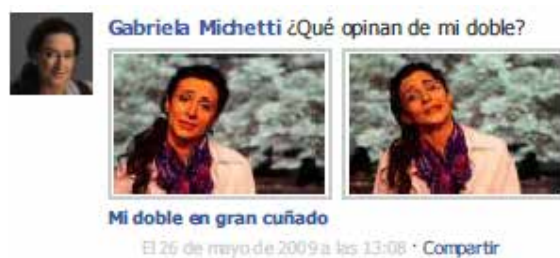 Gabriela Michetti ¿Qué opinan de mi doble?
Mi doble en gran cuñado
El 26 de mayo de 2009 a las 13:08 · Compartir